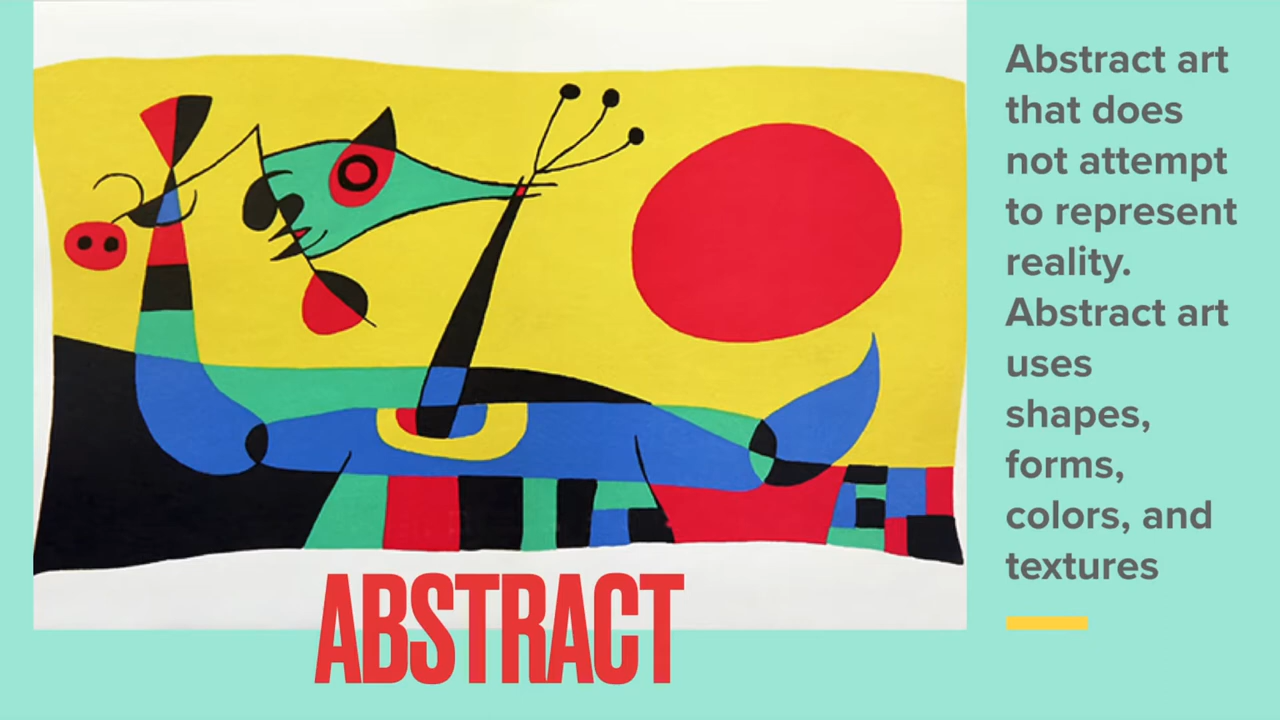 Abstract art
that does
not attempt
to represent
reality.
Abstract art
uses
shapes,
forms,
colors, and
textures
ABSTRACT